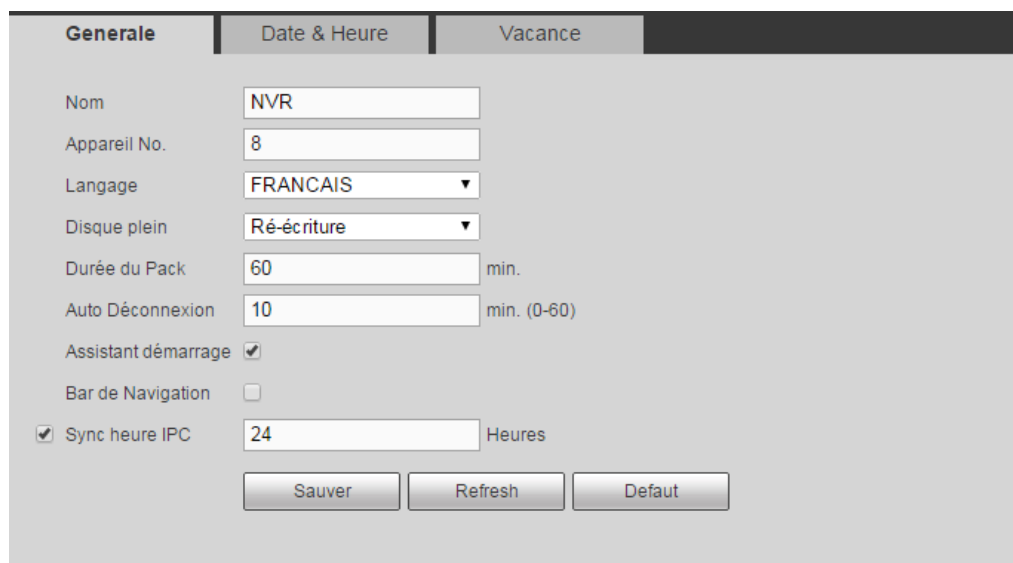 Generale Date & Heure Vacance
Nom NVR
Appareil No. 8
Langage FRANCAIS
Disque plein Ré-écriture
Durée du Pack 60 min.
Auto Déconnexion 10 min. (0-60)
Assistant démarrage
Bar de Navigation
Sync heure IPC 24 Heures
Sauver Refresh Defaut